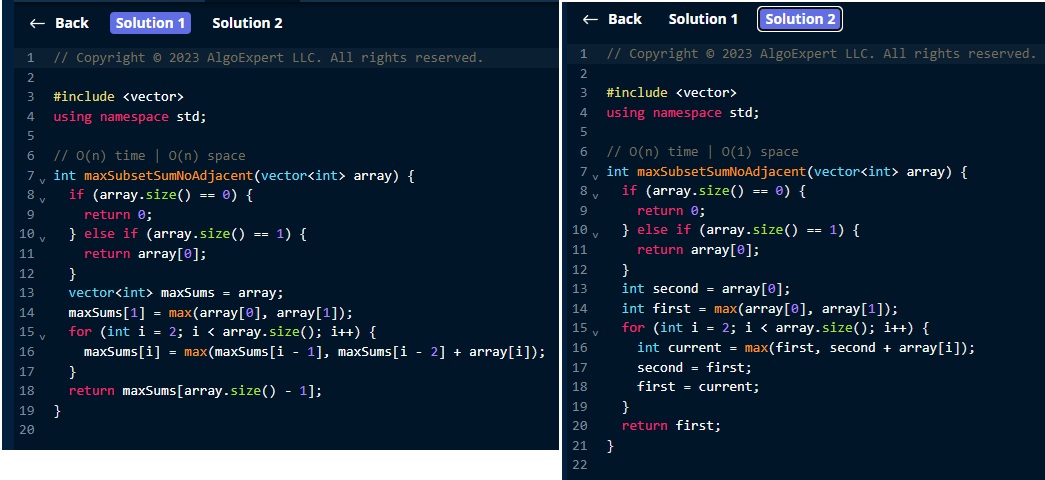 ← Back Solution 1 Solution 2
1 // Copyright © 2023 AlgoExpert LLC. All rights reserved.
2
3 #include <vector>
4 using namespace std;
5
6 // O(n) time | O(n) space
7 int maxSubsetSumNoAdjacent(vector<int> array) {
8 if (array.size() == 0) {
9 return 0;
10 } else if (array.size() == 1) {
11 return array[0];
12 }
13 vector<int> maxSums = array;
14 maxSums[1] = max(array[0], array[1]);
15 for (int i = 2; i < array.size(); i++) {
16 maxSums[i] = max(maxSums[i - 1], maxSums[i - 2] + array[i]);
17 }
18 return maxSums[array.size() - 1];
19 }
20
← Back Solution 1 Solution 2
1 // Copyright © 2023 AlgoExpert LLC. All rights reserved.
2
3 #include <vector>
4 using namespace std;
5
6 // O(n) time | O(1) space
7 int maxSubsetSumNoAdjacent(vector<int> array) {
8 if (array.size() == 0) {
9 return 0;
10 } else if (array.size() == 1) {
11 return array[0];
12 }
13 int second = array[0];
14 int first = max(array[0], array[1]);
15 for (int i = 2; i < array.size(); i++) {
16 int current = max(first, second + array[i]);
17 second = first;
18 first = current;
19 }
20 return first;
21 }
22